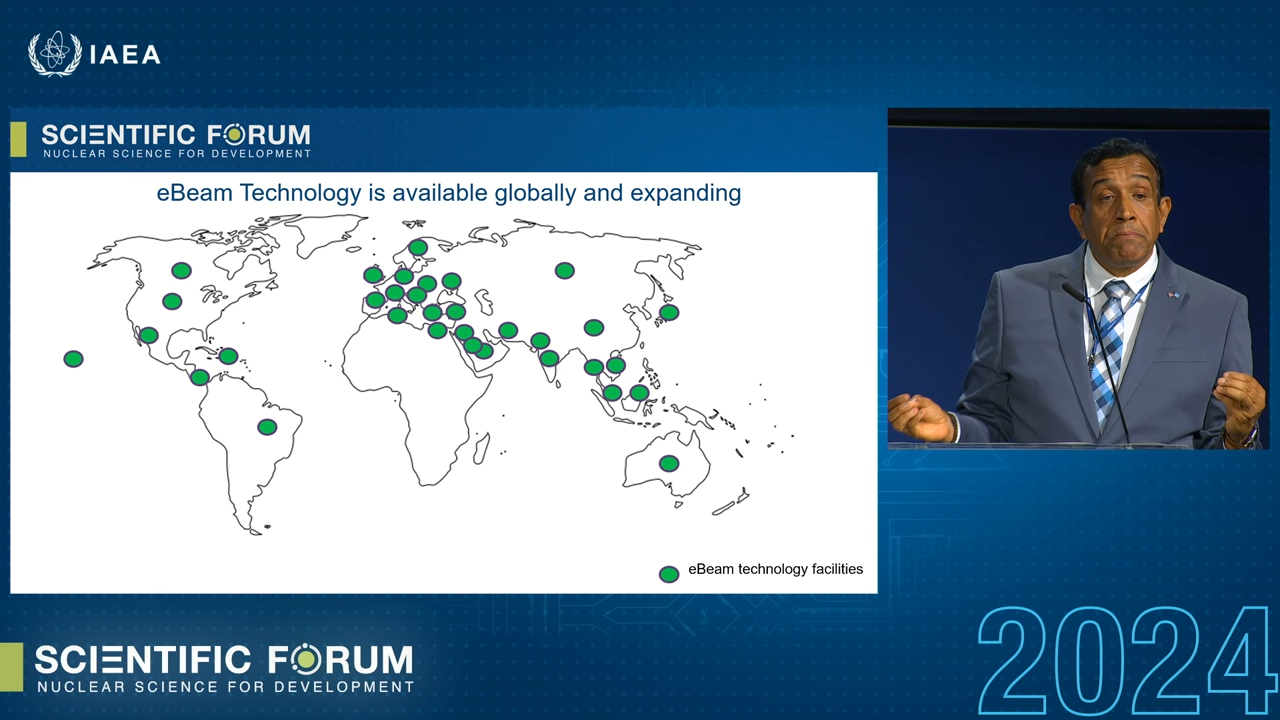 IAEA
SCIENTIFIC FORUM
NUCLEAR SCIENCE FOR DEVELOPMENT
eBeam Technology is available globally and expanding
eBeam technology facilities
SCIENTIFIC FORUM
NUCLEAR SCIENCE FOR DEVELOPMENT
2024